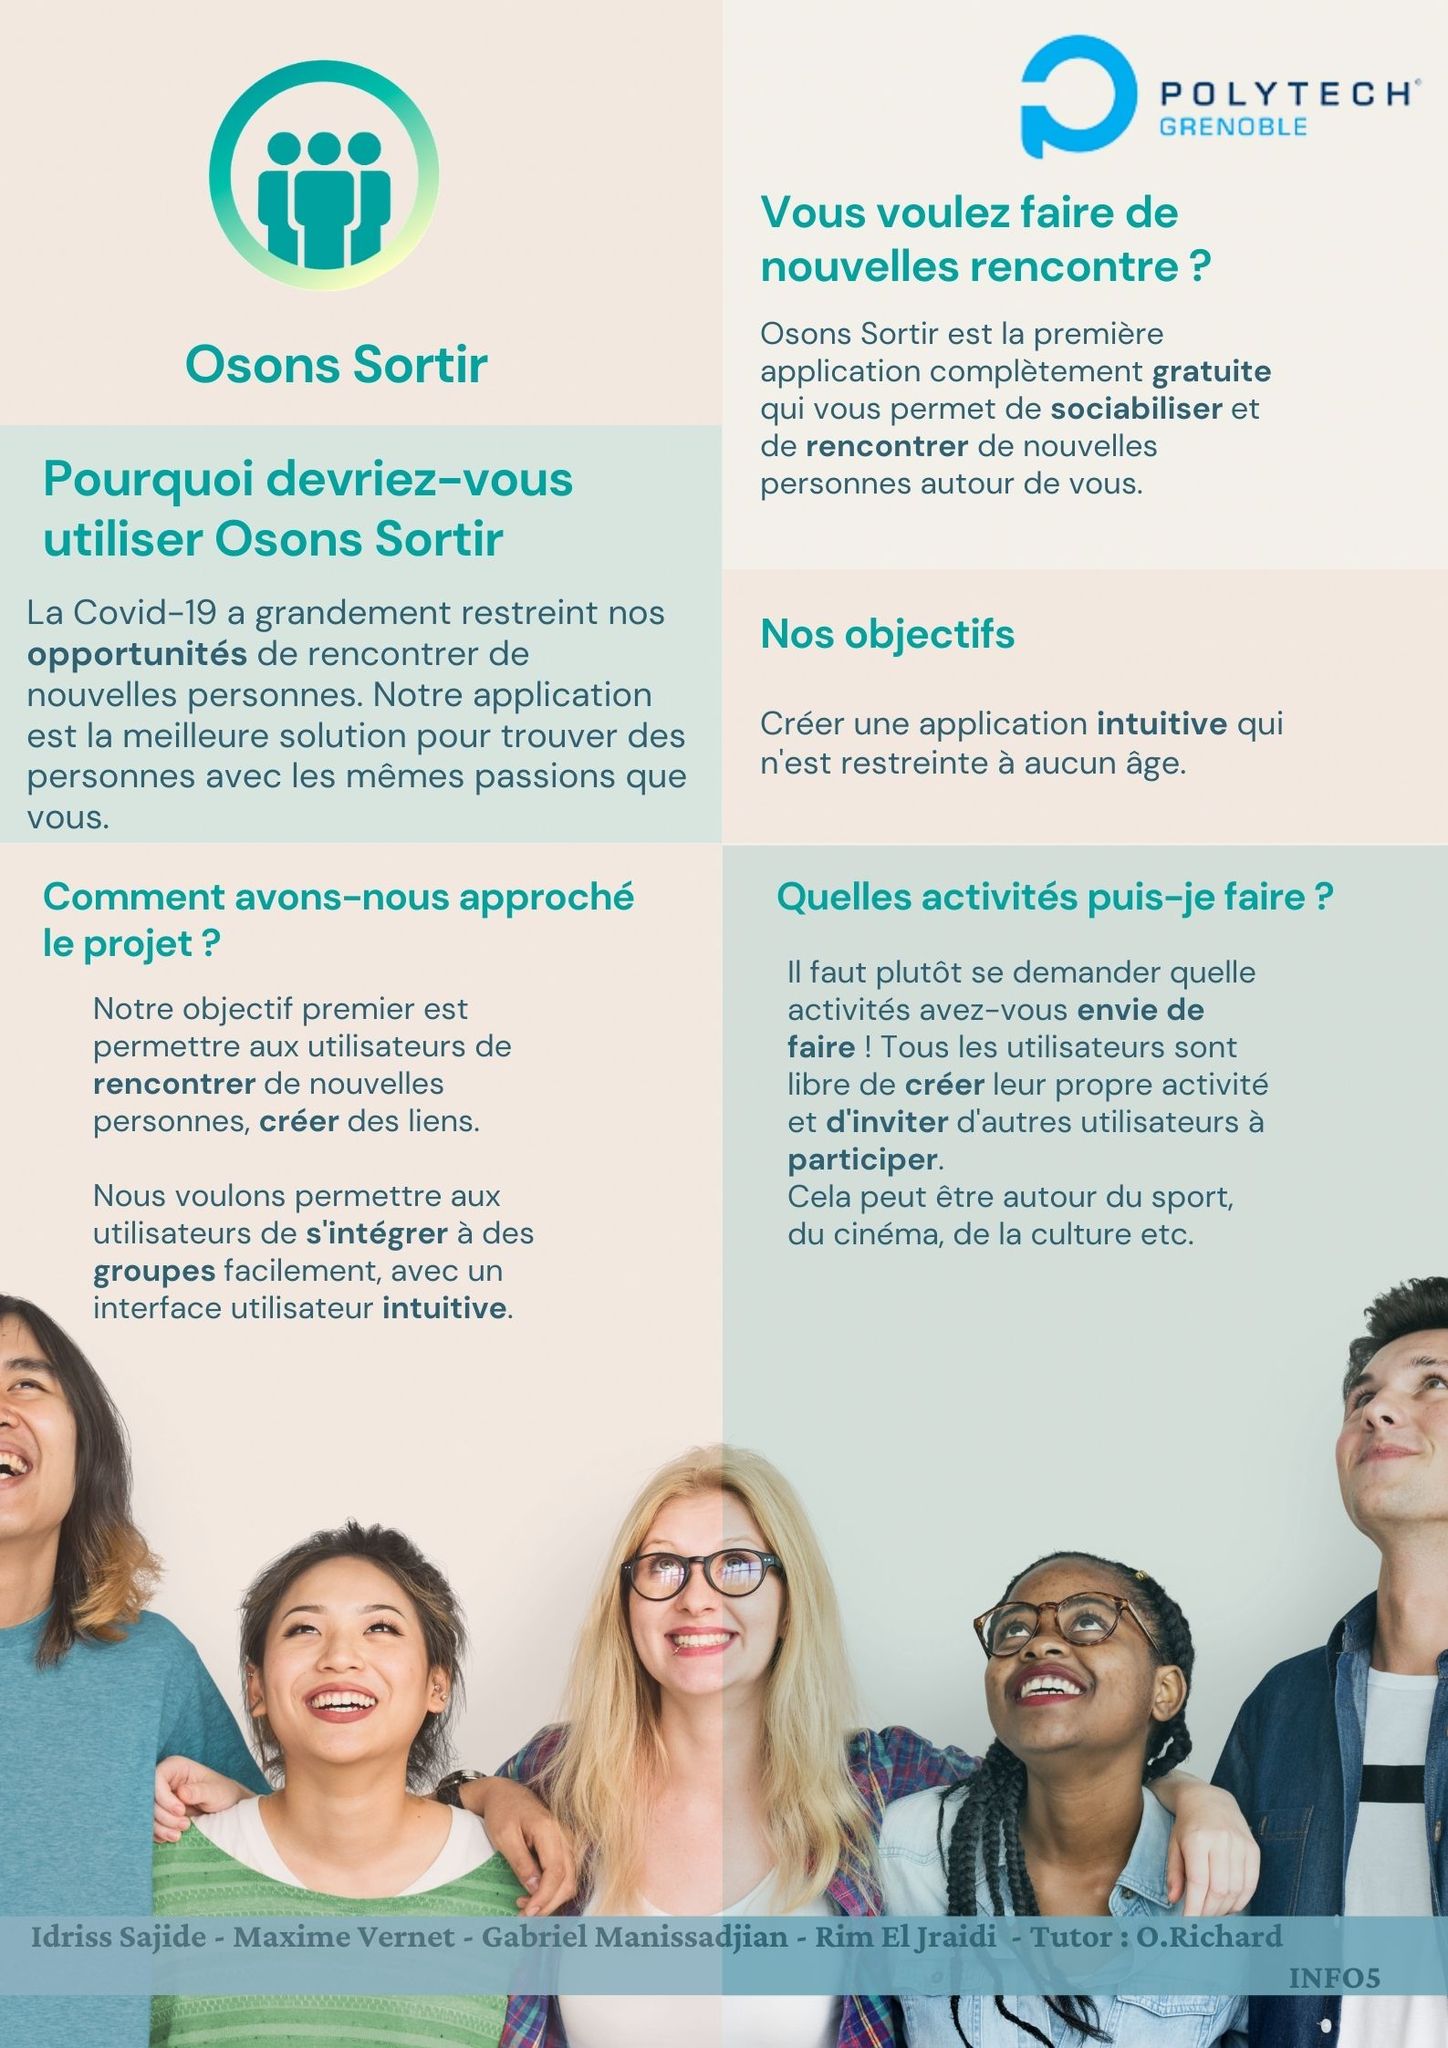 Osons Sortir
POLYTECH
GRENOBLE
Vous voulez faire de
nouvelles rencontre ?
Osons Sortir est la première
application complètement gratuite
qui vous permet de sociabiliser et
de rencontrer de nouvelles
personnes autour de vous.
Pourquoi devriez-vous
utiliser Osons Sortir
La Covid-19 a grandement restreint nos
opportunités de rencontrer de
nouvelles personnes. Notre application
est la meilleure solution pour trouver des
personnes avec les mêmes passions que
vous.
Nos objectifs
Créer une application intuitive qui
n'est restreinte à aucun âge.
Comment avons-nous approché
le projet ?
Notre objectif premier est
permettre aux utilisateurs de
rencontrer de nouvelles
personnes, créer des liens.
Nous voulons permettre aux
utilisateurs de s'intégrer à des
groupes facilement, avec un
interface utilisateur intuitive.
Quelles activités puis-je faire ?
Il faut plutôt se demander quelle
activités avez-vous envie de
faire ! Tous les utilisateurs sont
libre de créer leur propre activité
et d'inviter d'autres utilisateurs à
participer.
Cela peut être autour du sport,
du cinéma, de la culture etc.
Idriss Sajide - Maxime Vernet - Gabriel Manissadjian - Rim El Jraidi - Tutor : O.Richard
INFO5